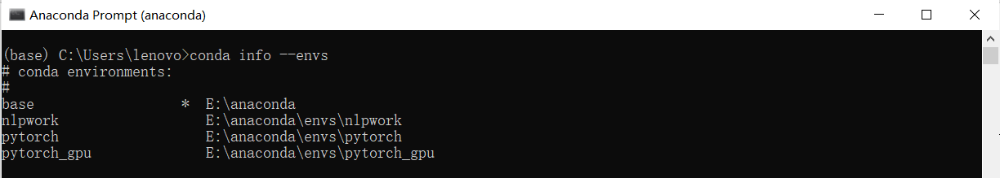 Anaconda Prompt (anaconda)
(base) C:\Users\lenovo>conda info --envs
# conda environments:
#
base                  *  E:\anaconda
nlpwork                  E:\anaconda\envs\nlpwork
pytorch                  E:\anaconda\envs\pytorch
pytorch_gpu              E:\anaconda\envs\pytorch_gpu